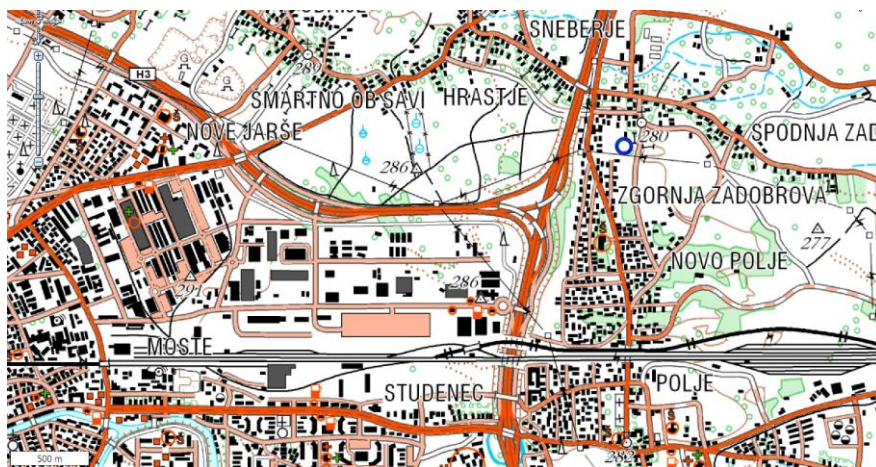 SNEBERJE
H3
289
G
G
ŠMARTNO OB SAVI
HRASTJE
NOVE JARŠE
280
SPODNJA ZAD
286
ZGORNJA ZADOBROVA
277
NOVO POLJE
291
286
MOSTE
STUDENEC
POLJE
Š
282
500 m